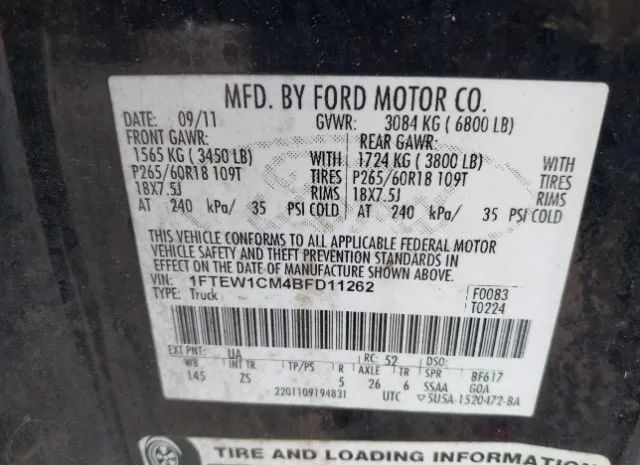 MFD. BY FORD MOTOR CO.
DATE: 09/11 GVWR: 3084 KG ( 6800 LB)
FRONT GAWR: REAR GAWR:
1565 KG ( 3450 LB) WITH 1724 KG ( 3800 LB) WITH
P265/60R18 109T TIRES P265/60R18 109T TIRES
18X7.5J RIMS 18X7.5J RIMS
AT 240 kPa/ 35 PSI COLD AT 240 kPa/ 35 PSI COLD
THIS VEHICLE CONFORMS TO ALL APPLICABLE FEDERAL MOTOR
VEHICLE SAFETY AND THEFT PREVENTION STANDARDS IN
EFFECT ON THE DATE OF MANUFACTURE SHOWN ABOVE.
VIN: 1FTEW1CM4BFD11262 F0083
TYPE: Truck T0224
EXT PNT: UA RC: 52 DSO:
WB INT TR TP/PS R AXLE TR SPR 8F617
145 ZS 5 26 6 SSAA GOA
2201109194831 UTC 5U5A-1520472-BA
TIRE AND LOADING INFORMATION